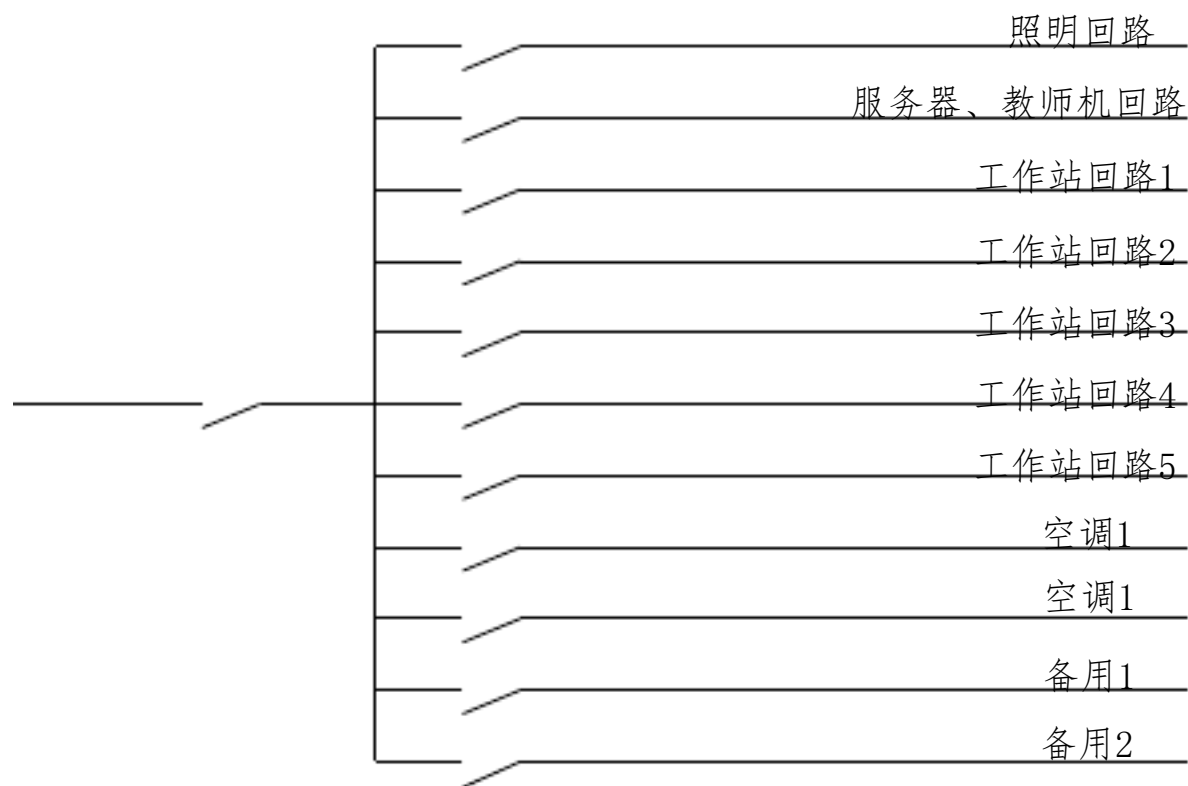 照明回路
服务器、教师机回路
工作站回路1
工作站回路2
工作站回路3
工作站回路4
工作站回路5
空调1
空调1
备用1
备用2